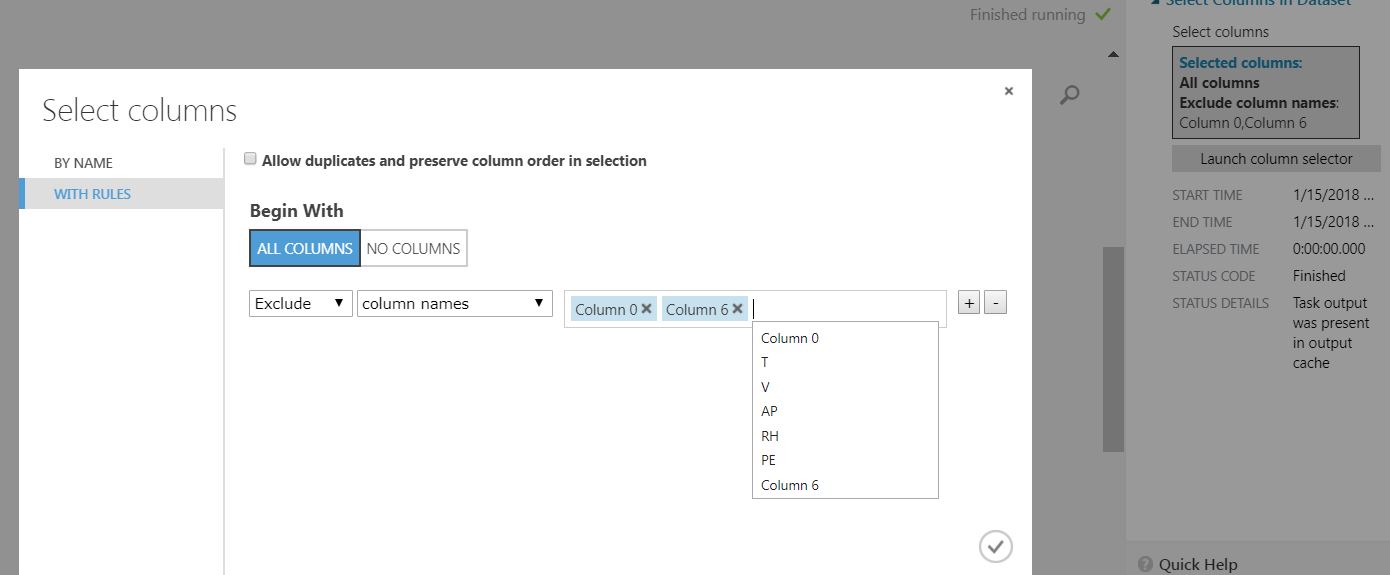 Finished running
Select Columns in Dataset
Select columns
Selected columns:
All columns
Exclude column names:
Column 0,Column 6
Launch column selector
START TIME 1/15/2018 ...
END TIME 1/15/2018 ...
ELAPSED TIME 0:00:00.000
STATUS CODE Finished
STATUS DETAILS Task output
was present
in output
cache
Quick Help
Select columns
BY NAME
WITH RULES
Allow duplicates and preserve column order in selection
Begin With
ALL COLUMNS NO COLUMNS
Exclude column names Column 0 Column 6 + -
Column 0
T
V
AP
RH
PE
Column 6